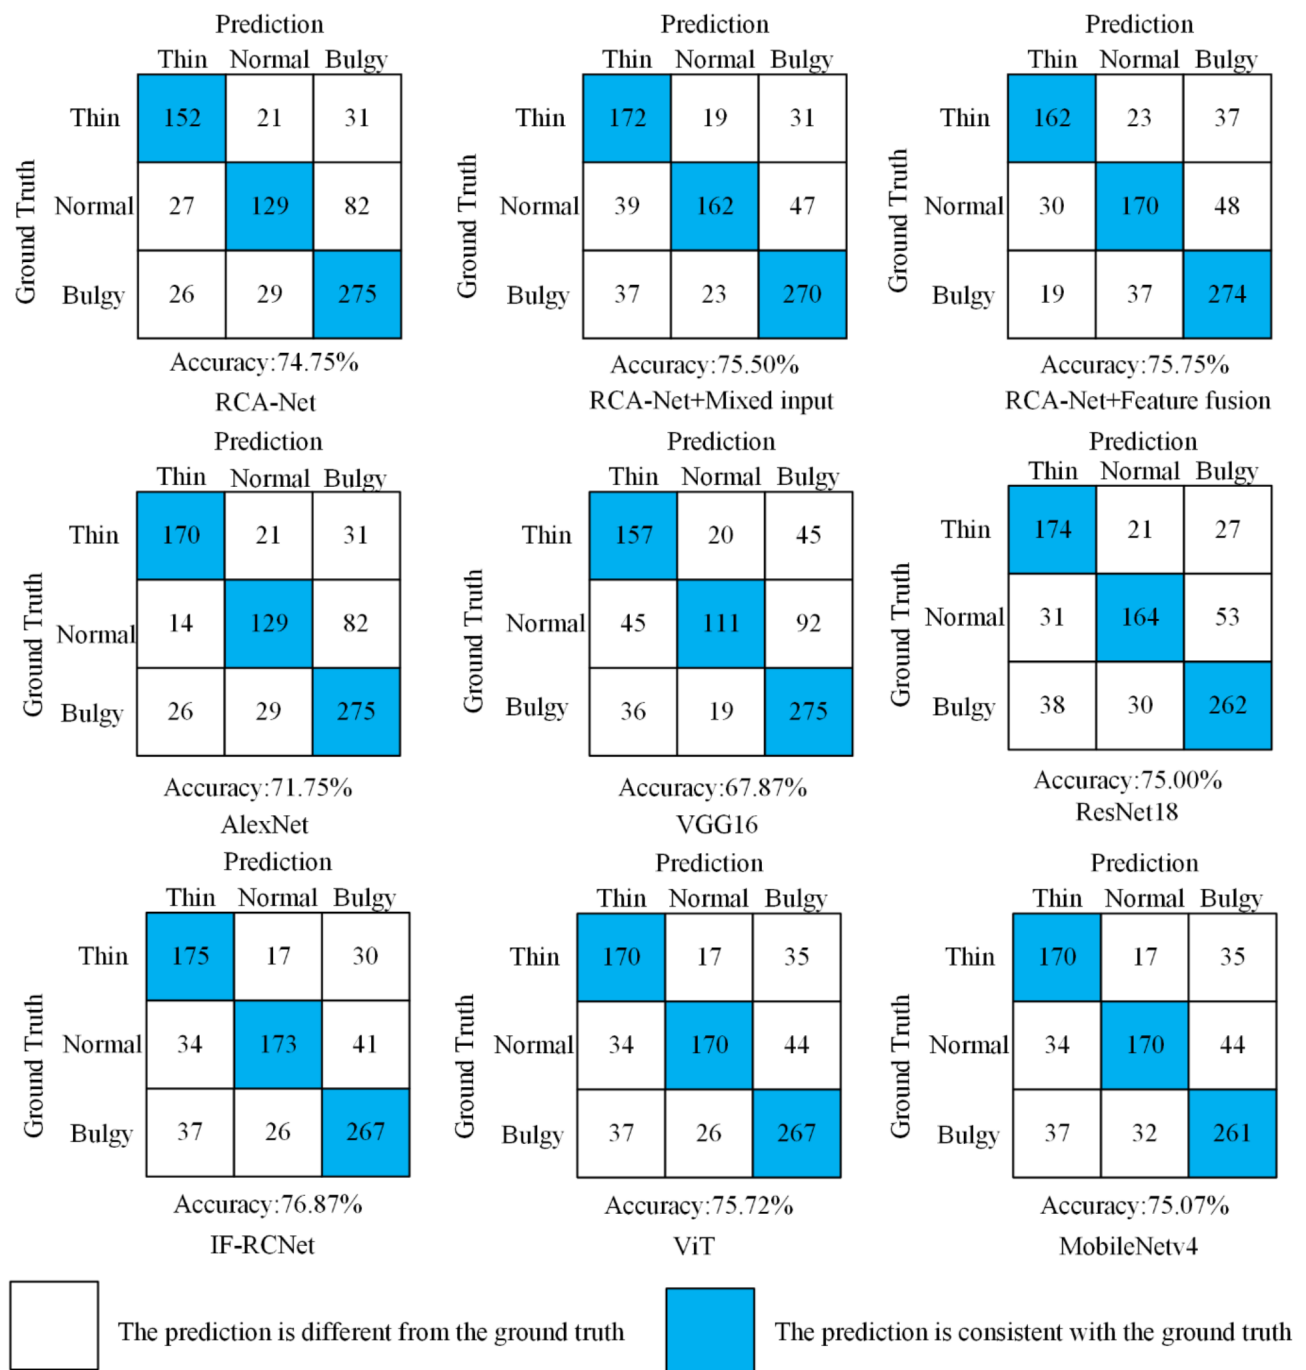 Prediction
Thin Normal Bulgy
Ground Truth
Thin 152 21 31
Normal 27 129 82
Bulgy 26 29 275
Accuracy:74.75%
RCA-Net
Thin Normal Bulgy
Prediction
Ground Truth
Thin 172 19 31
Normal 39 162 47
Bulgy 37 23 270
Accuracy:75.50%
RCA-Net+Mixed input
Prediction
Thin Normal Bulgy
Ground Truth
Thin 162 23 37
Normal 30 170 48
Bulgy 19 37 274
Accuracy:75.75%
RCA-Net+Feature fusion
Prediction
Thin Normal Bulgy
Ground Truth
Thin 170 21 31
Normal 14 129 82
Bulgy 26 29 275
Accuracy:71.75%
AlexNet
Prediction
Thin Normal Bulgy
Ground Truth
Thin 157 20 45
Normal 45 111 92
Bulgy 36 19 275
Accuracy:67.87%
VGG16
Prediction
Thin Normal Bulgy
Ground Truth
Thin 174 21 27
Normal 31 164 53
Bulgy 38 30 262
Accuracy:75.00%
ResNet18
Prediction
Thin Normal Bulgy
Ground Truth
Thin 175 17 30
Normal 34 173 41
Bulgy 37 26 267
Accuracy:76.87%
IF-RCNet
Prediction
Thin Normal Bulgy
Ground Truth
Thin 170 17 35
Normal 34 170 44
Bulgy 37 26 267
Accuracy:75.72%
ViT
Prediction
Thin Normal Bulgy
Ground Truth
Thin 170 17 35
Normal 34 170 44
Bulgy 37 32 261
Accuracy:75.07%
MobileNetv4
The prediction is different from the ground truth
The prediction is consistent with the ground truth